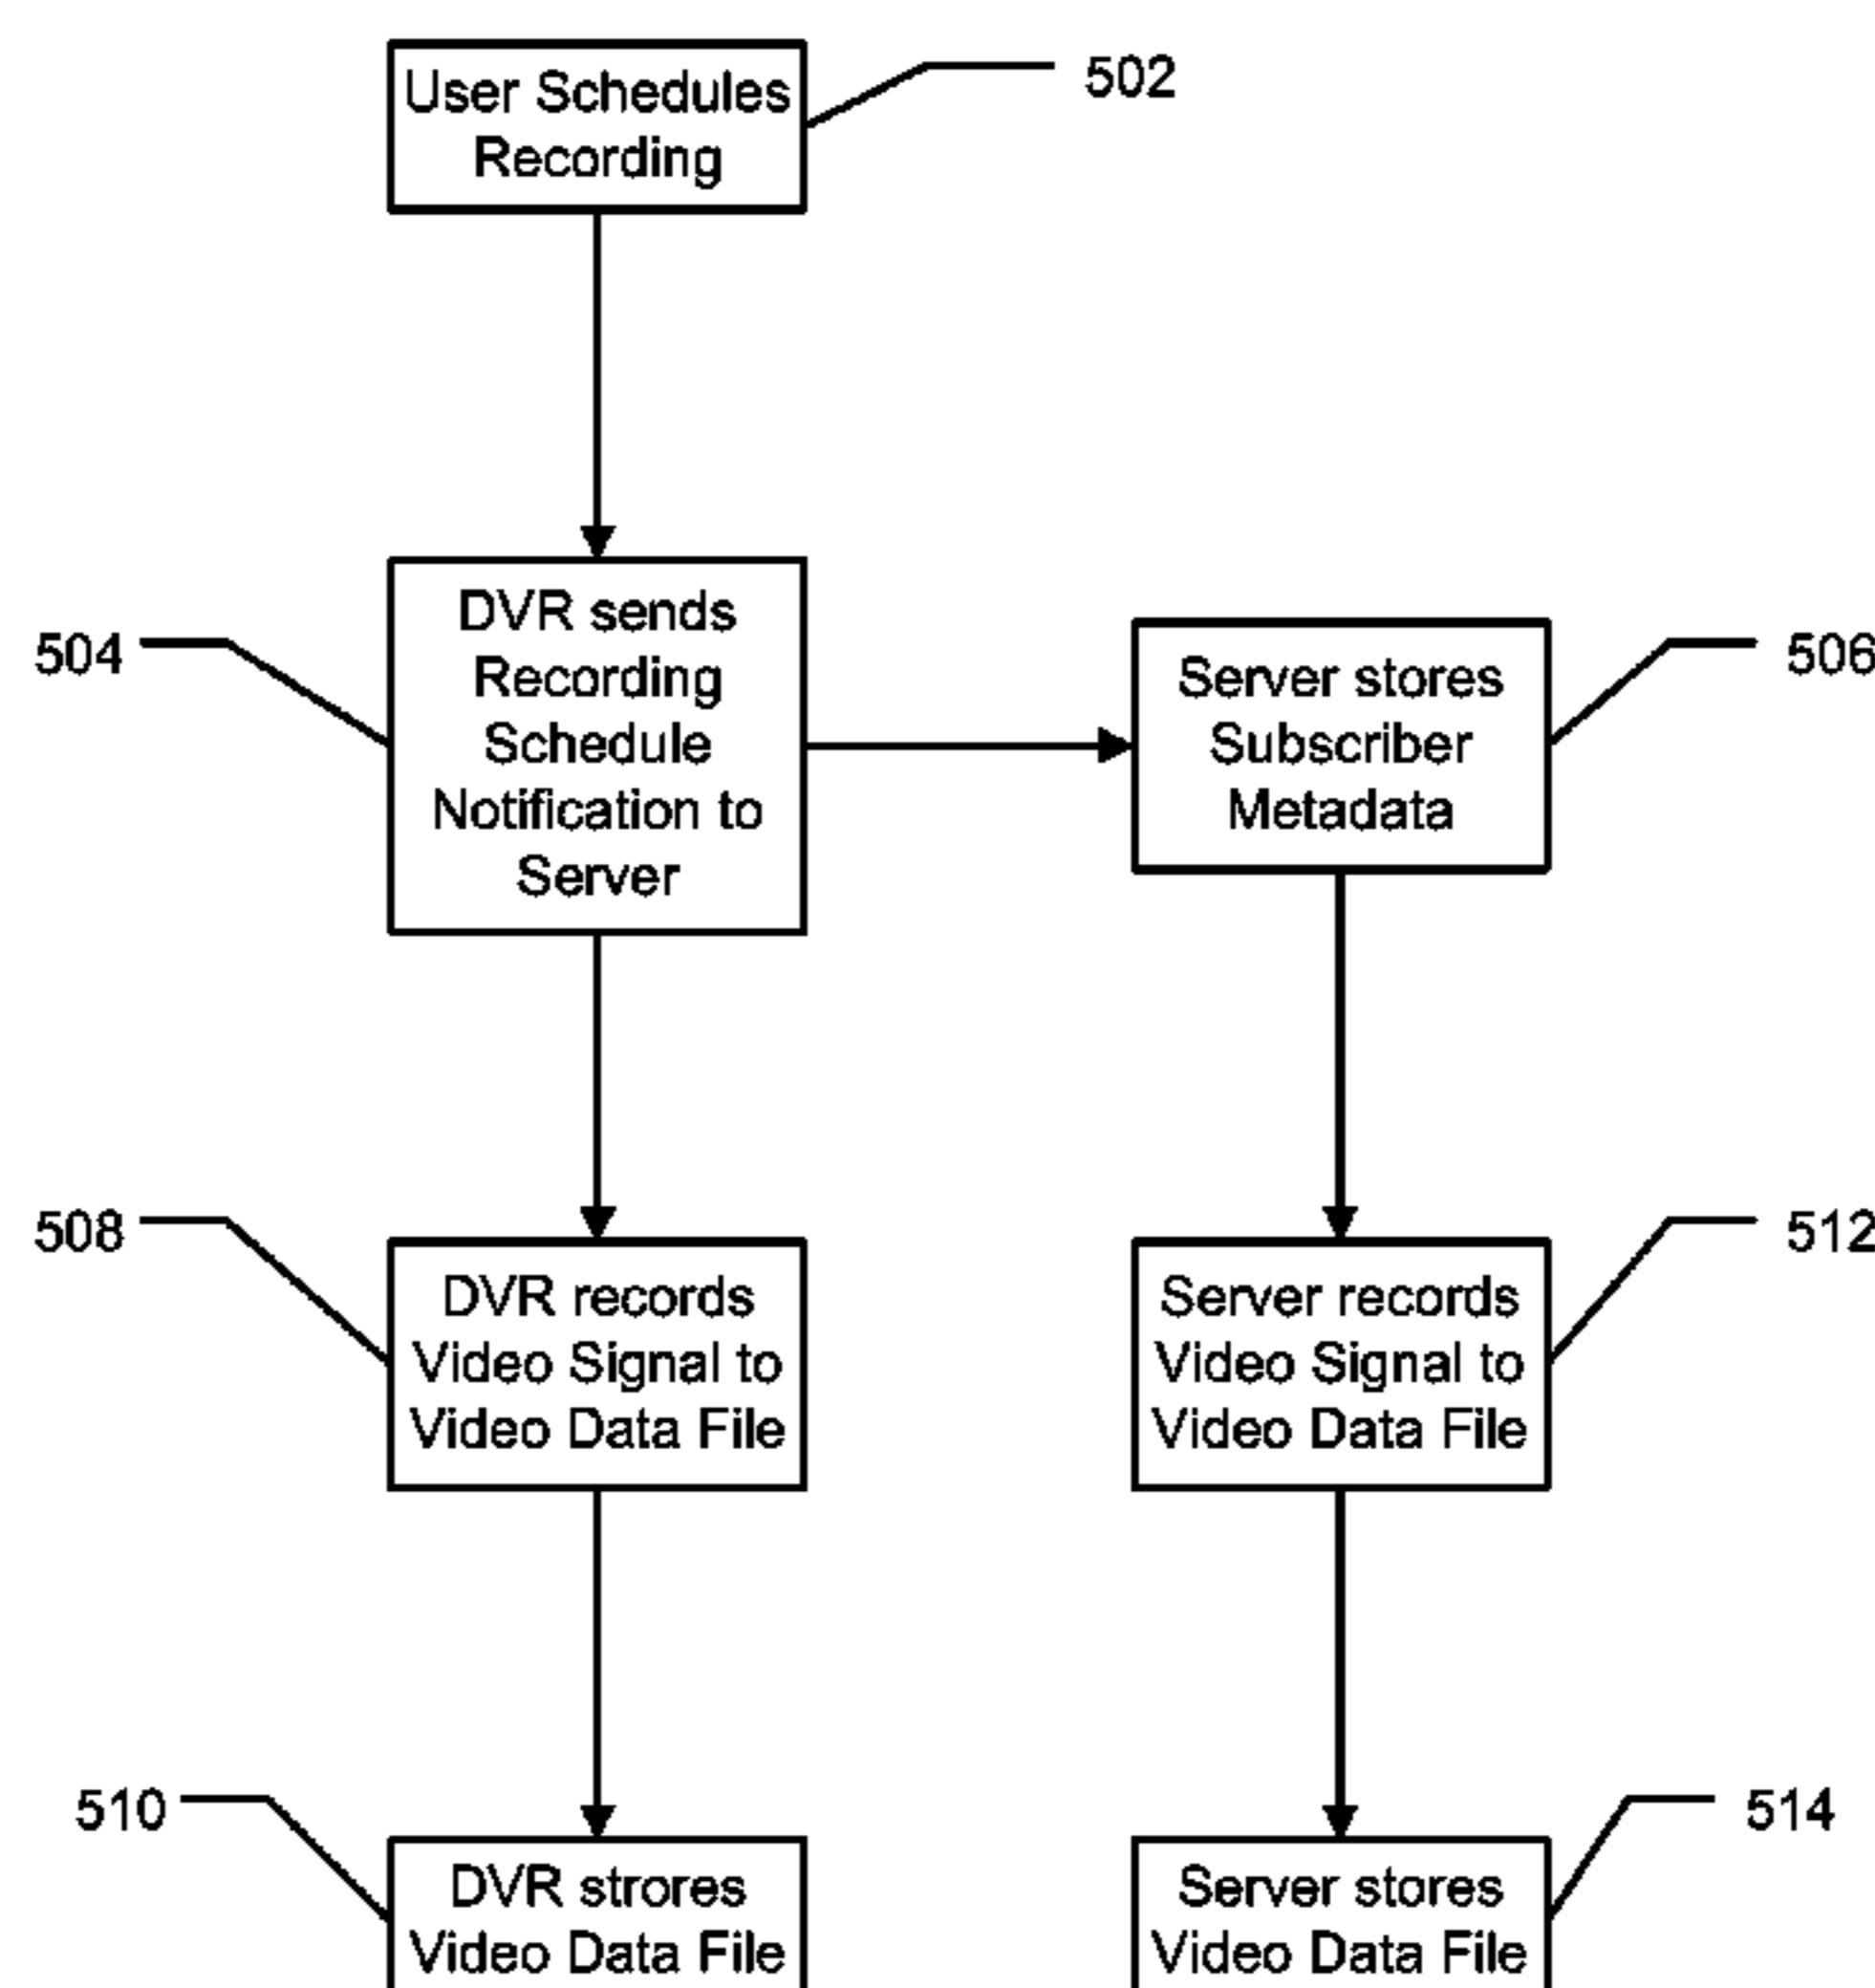 User Schedules
Recording
502
504
DVR sends
Recording
Schedule
Notification to
Server
Server stores
Subscriber
Metadata
506
508
DVR records
Video Signal to
Video Data File
Server records
Video Signal to
Video Data File
512
510
DVR strores
Video Data File
Server stores
Video Data File
514